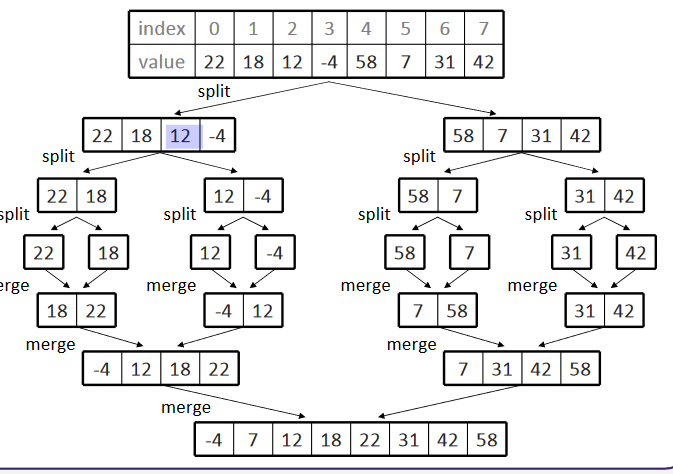 index 0 1 2 3 4 5 6 7
value 22 18 12 -4 58 7 31 42
split
22 18 12 -4 58 7 31 42
split split
22 18 12 -4 58 7 31 42
split split split split
22 18 12 -4 58 7 31 42
erge merge merge merge
18 22 -4 12 7 58 31 42
merge merge
-4 12 18 22 7 31 42 58
merge
-4 7 12 18 22 31 42 58